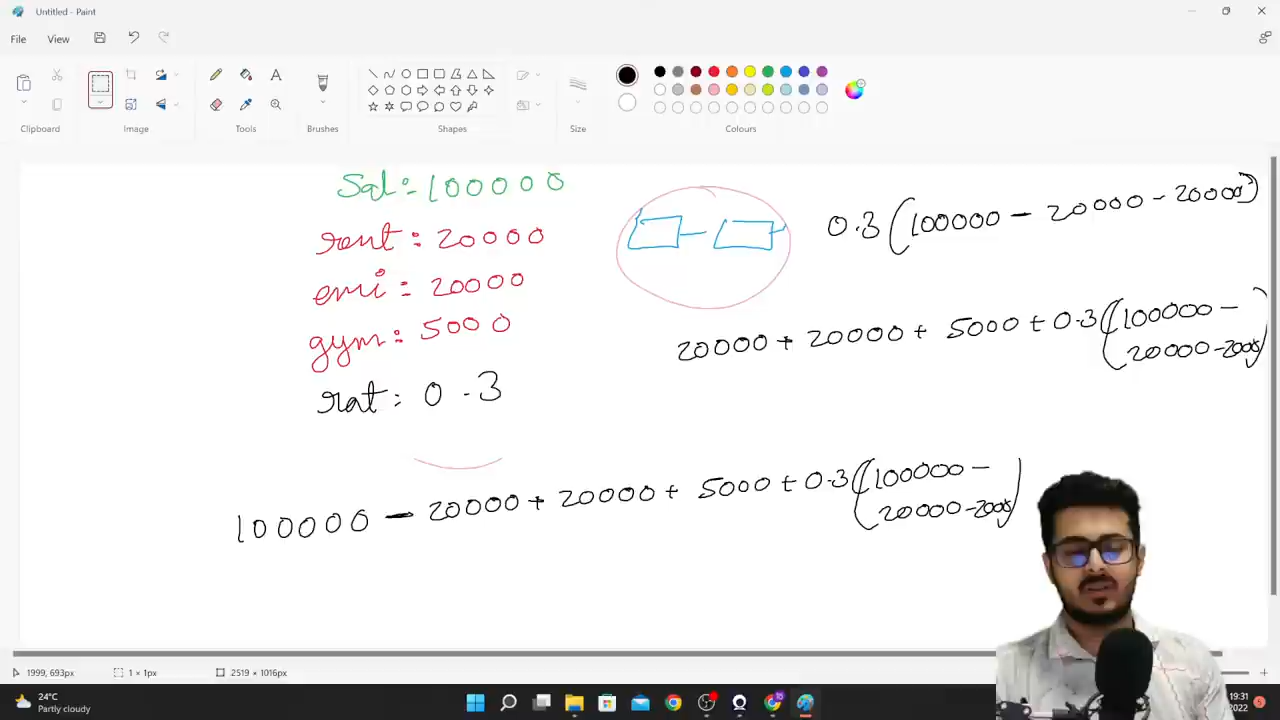 Untitled - Paint
File
View
Clipboard
Image
Tools
Brushes
Shapes
Size
Colours
Sal: 100000
rent: 20000
emi: 20000
gym: 5000
rat: 0.3
0.3(100000 - 20000 - 20000)
20000 + 20000 + 5000 + 0.3(100000 -
20000 - 2000)
100000 - 20000 + 20000 + 5000 + 0.3(100000 -
20000 - 2000)
1999, 693px
1 × 1px
2519 × 1016px
24°C
Partly cloudy
19:31
2022